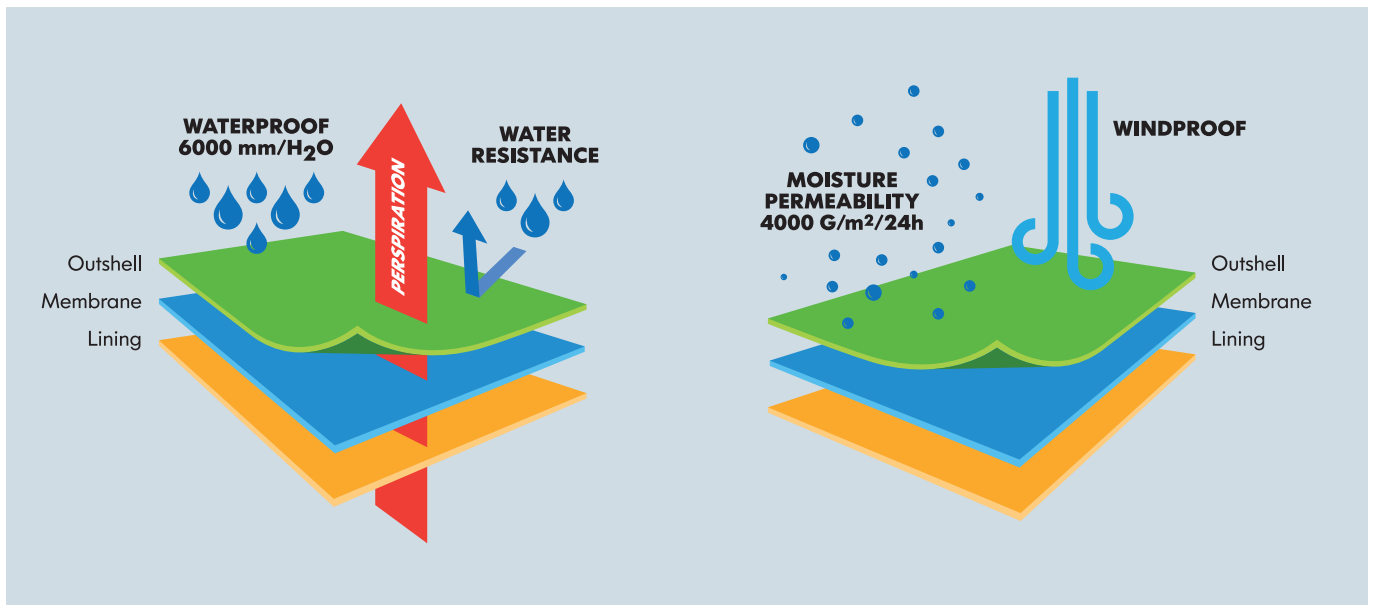 WATERPROOF
6000 mm/H₂O
WATER
RESISTANCE
PERSPIRATION
Outshell
Membrane
Lining
MOISTURE
PERMEABILITY
4000 G/m²/24h
WINDPROOF
Outshell
Membrane
Lining